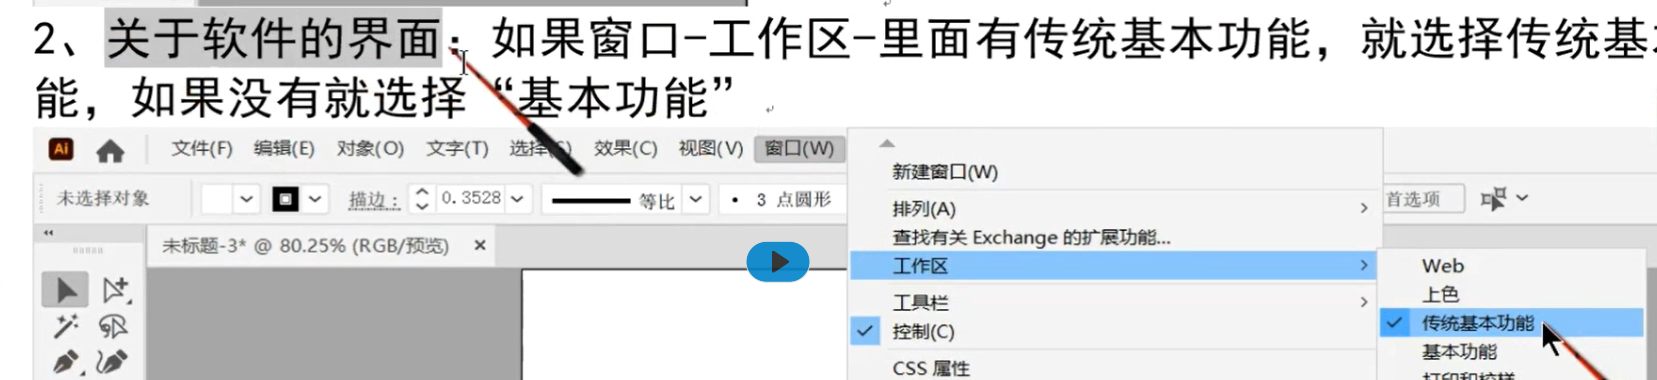 2、关于软件的界面：如果窗口-工作区-里面有传统基本功能，就选择传统基
能，如果没有就选择“基本功能”
Ai 文件(F) 编辑(E) 对象(O) 文字(T) 选择(S) 效果(C) 视图(V) 窗口(W)
未选择对象 描边： 0.3528 等比 • 3 点圆形 首选项
未标题-3* @ 80.25% (RGB/预览) ×
新建窗口(W)
排列(A)
查找有关 Exchange 的扩展功能...
工作区
工具栏
控制(C)
CSS 属性
Web
上色
传统基本功能
基本功能